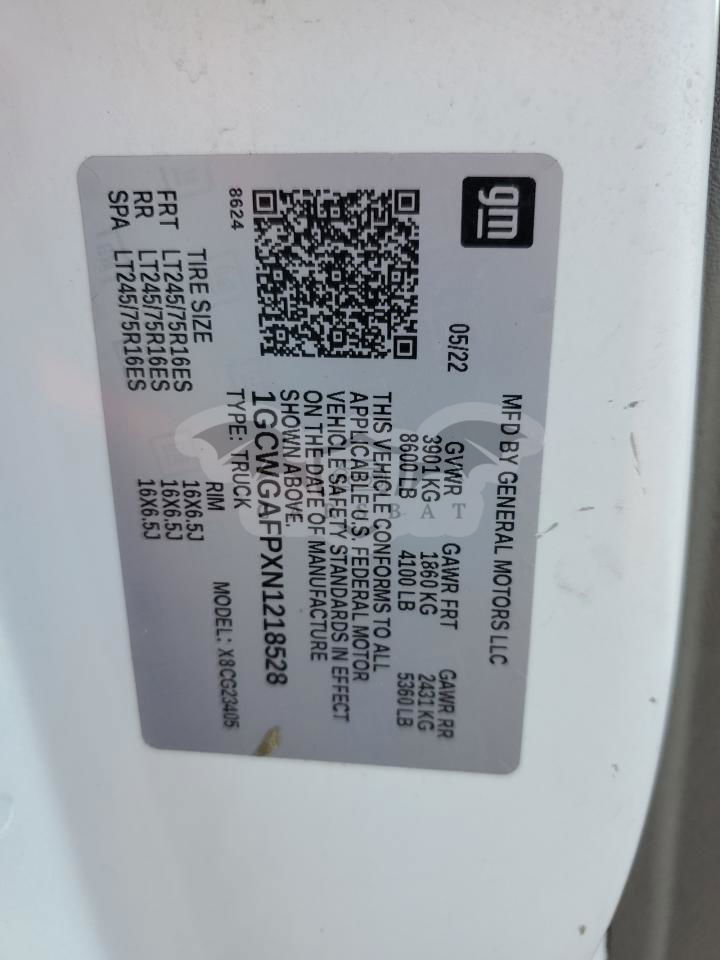 gm
MFD BY GENERAL MOTORS LLC
05/22
GVWR GAWR FRT GAWR RR
3901 KG 1860 KG 2431 KG
8600 LB 4100 LB 5360 LB
THIS VEHICLE CONFORMS TO ALL
APPLICABLE U.S. FEDERAL MOTOR
VEHICLE SAFETY STANDARDS IN EFFECT
ON THE DATE OF MANUFACTURE
SHOWN ABOVE.
1GCWGAFPXN1218528
TYPE: TRUCK
8624
MODEL: X8CG23405
TIRE SIZE RIM
FRT LT245/75R16ES 16X6.5J
RR LT245/75R16ES 16X6.5J
SPA LT245/75R16ES 16X6.5J